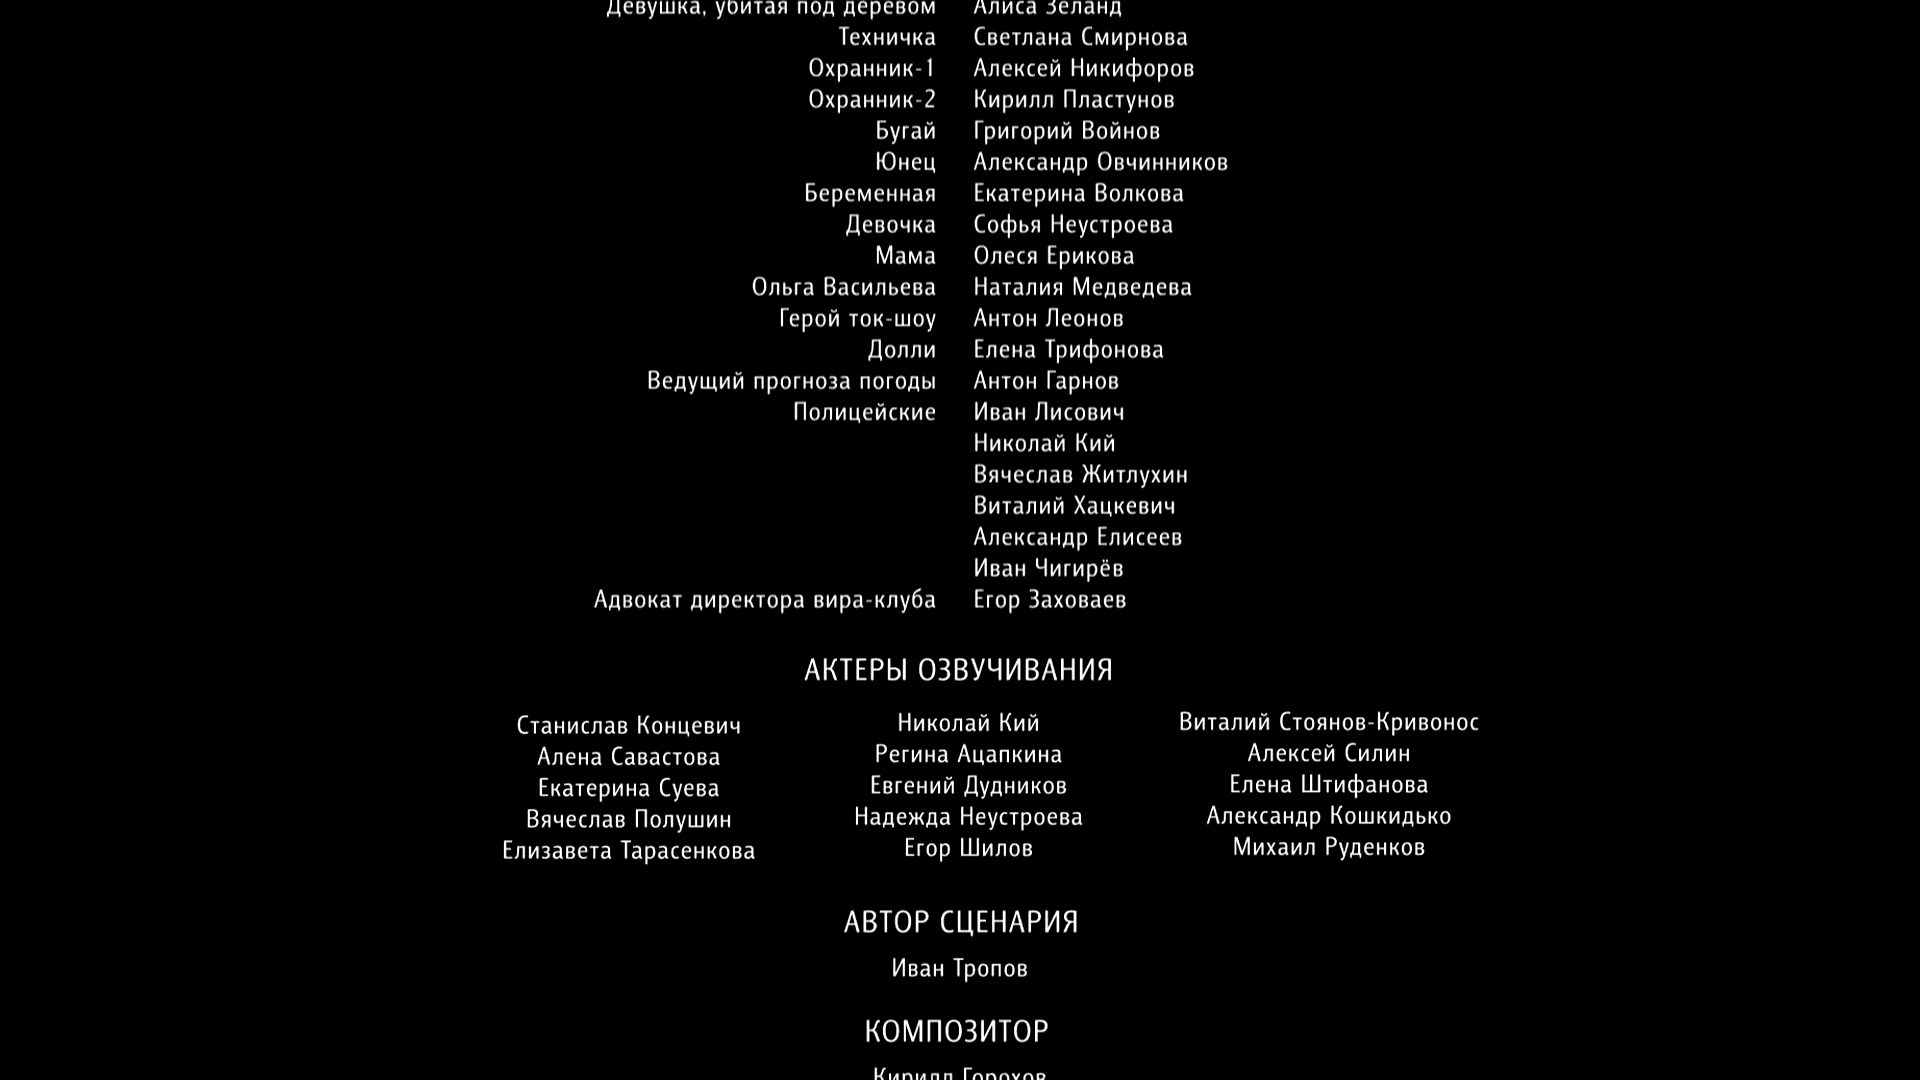 Девушка, убитая под деревом Алиса Зеланд
Техничка Светлана Смирнова
Охранник-1 Алексей Никифоров
Охранник-2 Кирилл Пластунов
Бугай Григорий Войнов
Юнец Александр Овчинников
Беременная Екатерина Волкова
Девочка Софья Неустроева
Мама Олеся Ерикова
Ольга Васильева Наталия Медведева
Герой ток-шоу Антон Леонов
Долли Елена Трифонова
Ведущий прогноза погоды Антон Гарнов
Полицейские Иван Лисович
Николай Кий
Вячеслав Житлухин
Виталий Хацкевич
Александр Елисеев
Иван Чигирёв
Адвокат директора вира-клуба Егор Заховаев
АКТЕРЫ ОЗВУЧИВАНИЯ
Станислав Концевич
Алена Савастова
Екатерина Суева
Вячеслав Полушин
Елизавета Тарасенкова
Николай Кий
Регина Ацапкина
Евгений Дудников
Надежда Неустроева
Егор Шилов
Виталий Стоянов-Кривонос
Алексей Силин
Елена Штифанова
Александр Кошкидько
Михаил Руденков
АВТОР СЦЕНАРИЯ
Иван Тропов
КОМПОЗИТОР
Кирилл Горохов